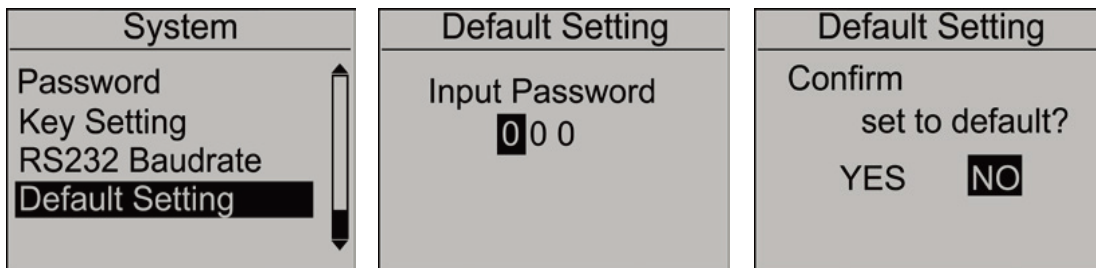 System
Password
Key Setting
RS232 Baudrate
Default Setting
Default Setting
Input Password
0 0 0
Default Setting
Confirm
set to default?
YES NO